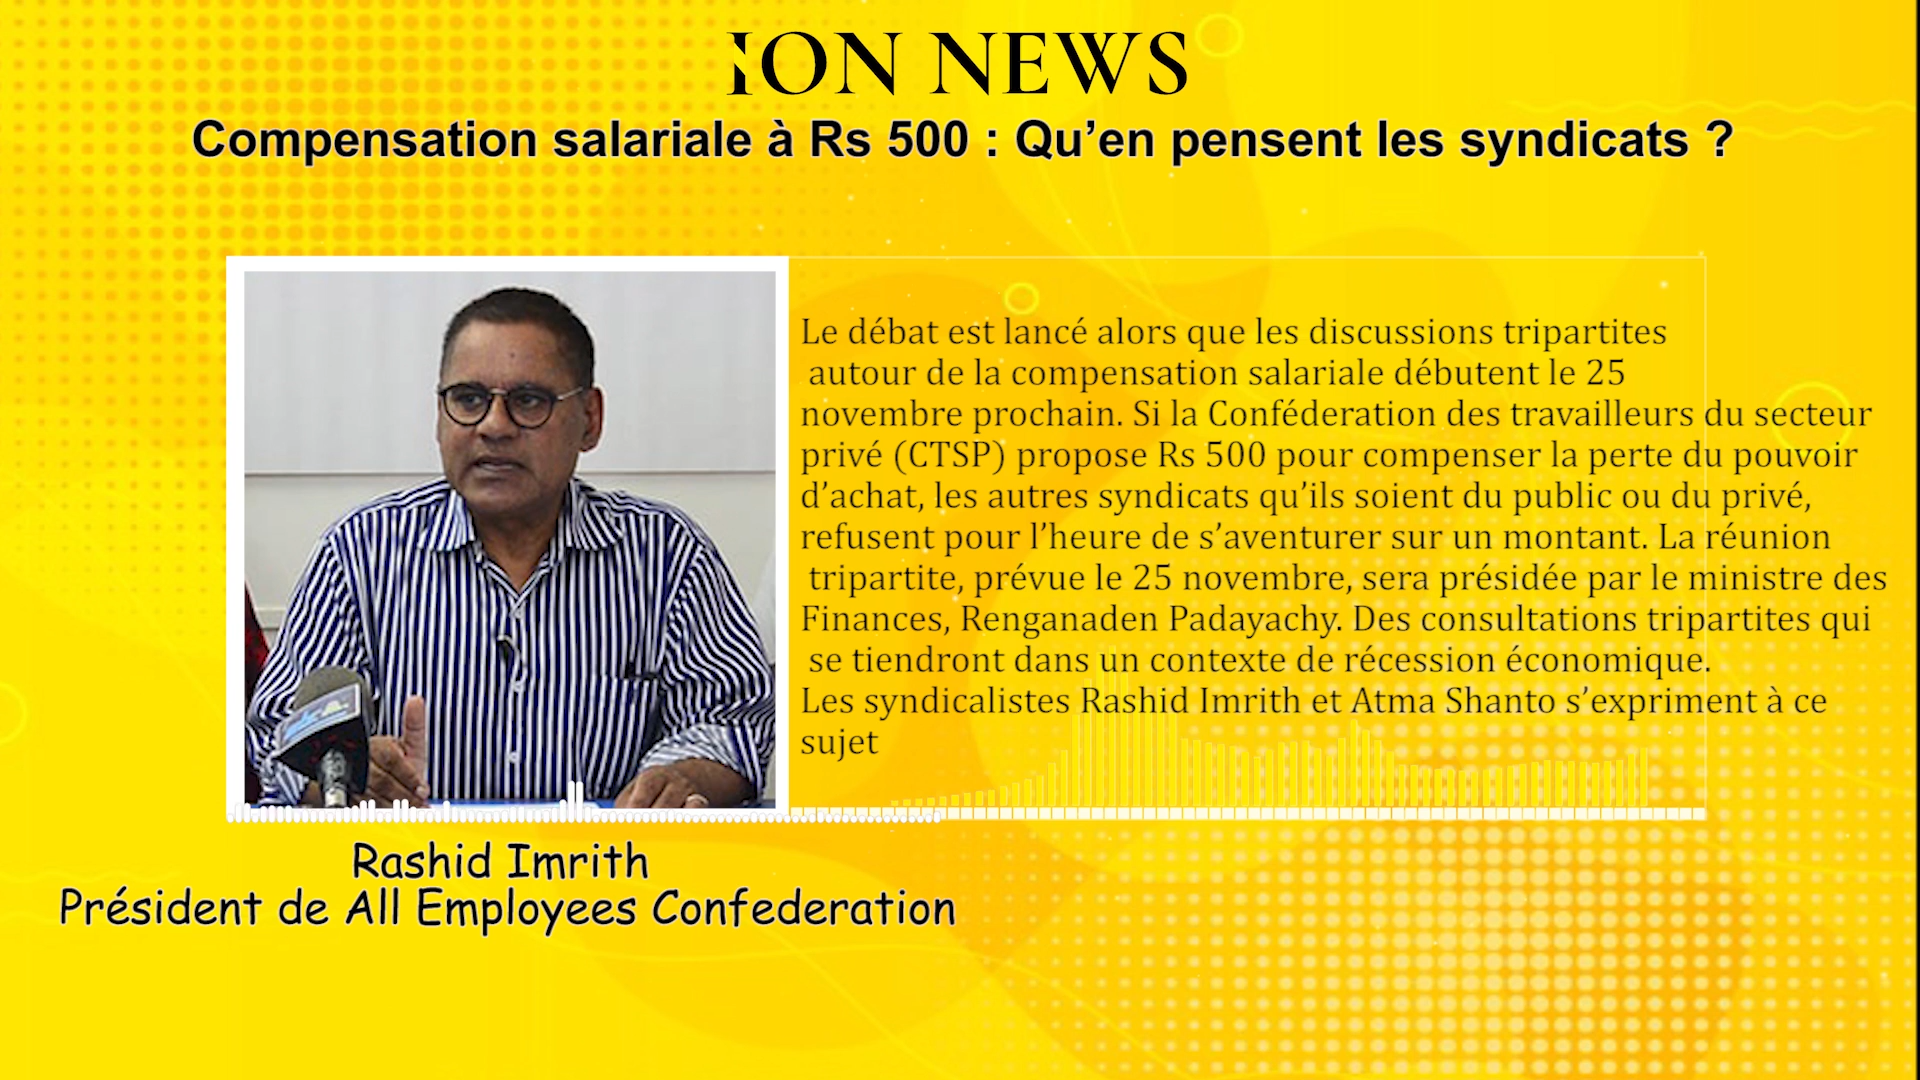 ION NEWS
Compensation salariale à Rs 500 : Qu’en pensent les syndicats ?
Le débat est lancé alors que les discussions tripartites
autour de la compensation salariale débutent le 25
novembre prochain. Si la Conféderation des travailleurs du secteur
privé (CTSP) propose Rs 500 pour compenser la perte du pouvoir
d’achat, les autres syndicats qu’ils soient du public ou du privé,
refusent pour l’heure de s’aventurer sur un montant. La réunion
tripartite, prévue le 25 novembre, sera présidée par le ministre des
Finances, Renganaden Padayachy. Des consultations tripartites qui
se tiendront dans un contexte de récession économique.
Les syndicalistes Rashid Imrith et Atma Shanto s’expriment à ce
sujet
Rashid Imrith
Président de All Employees Confederation